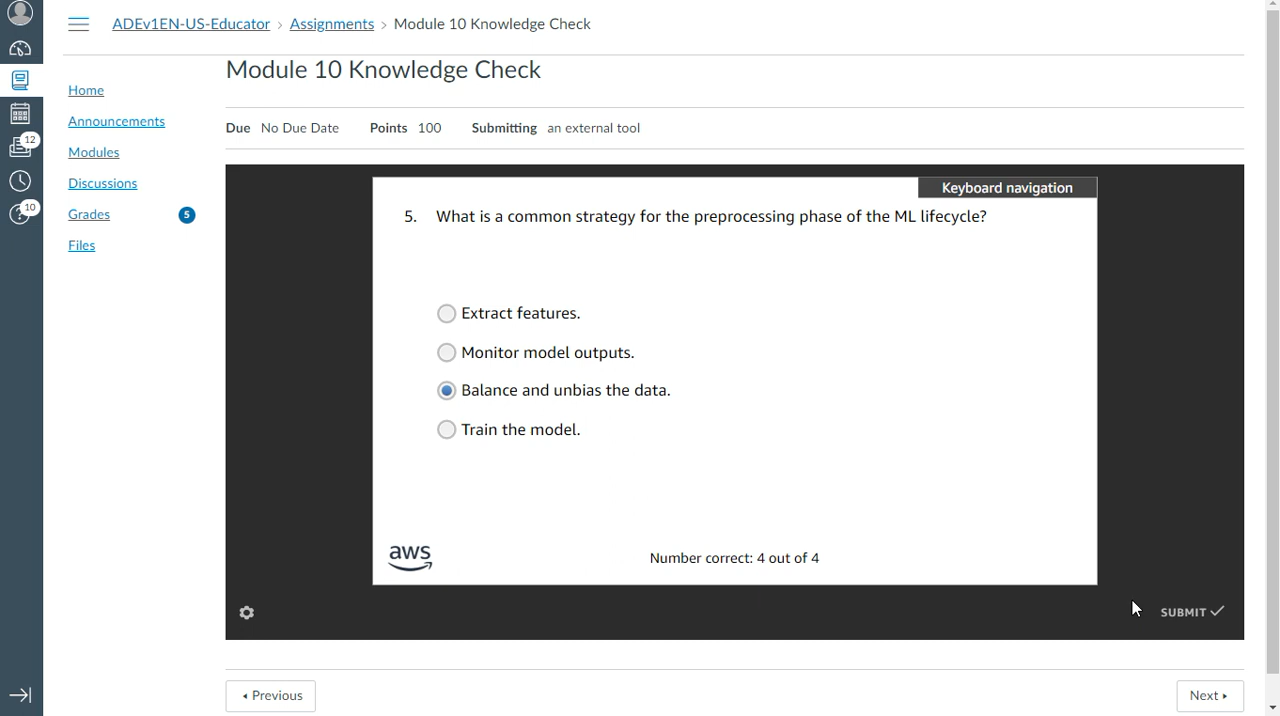 ADEv1EN-US-Educator › Assignments › Module 10 Knowledge Check
Module 10 Knowledge Check
Home
Announcements
Modules
Discussions
Grades 5
Files
12
10
Due No Due Date Points 100 Submitting an external tool
Keyboard navigation
5. What is a common strategy for the preprocessing phase of the ML lifecycle?
Extract features.
Monitor model outputs.
Balance and unbias the data.
Train the model.
aws
Number correct: 4 out of 4
SUBMIT
Previous
Next